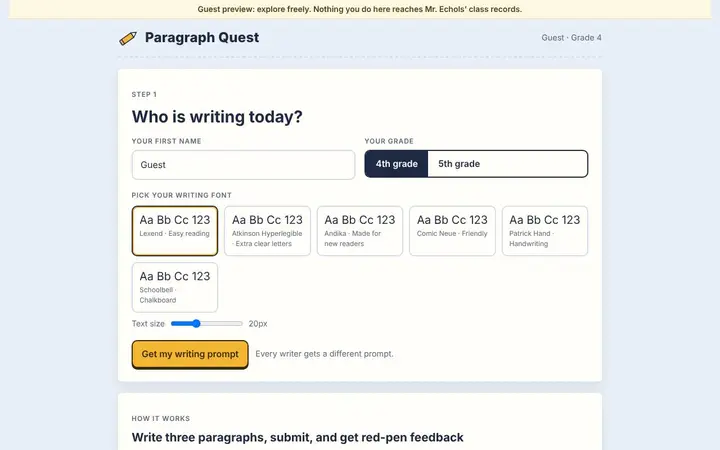 Guest preview: explore freely. Nothing you do here reaches Mr. Echols' class records.
Paragraph Quest
Guest · Grade 4
STEP 1
Who is writing today?
YOUR FIRST NAME
YOUR GRADE
Guest
4th grade
5th grade
PICK YOUR WRITING FONT
Aa Bb Cc 123
Lexend · Easy reading
Aa Bb Cc 123
Atkinson Hyperlegible
· Extra clear letters
Aa Bb Cc 123
Andika · Made for
new readers
Aa Bb Cc 123
Comic Neue · Friendly
Aa Bb Cc 123
Patrick Hand ·
Handwriting
Aa Bb Cc 123
Schoolbell ·
Chalkboard
Text size
20px
Get my writing prompt
Every writer gets a different prompt.
HOW IT WORKS
Write three paragraphs, submit, and get red-pen feedback